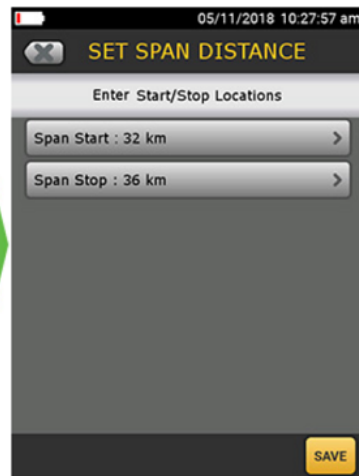 05/11/2018 10:27:57 am
SET SPAN DISTANCE
Enter Start/Stop Locations
Span Start : 32 km
Span Stop : 36 km
SAVE